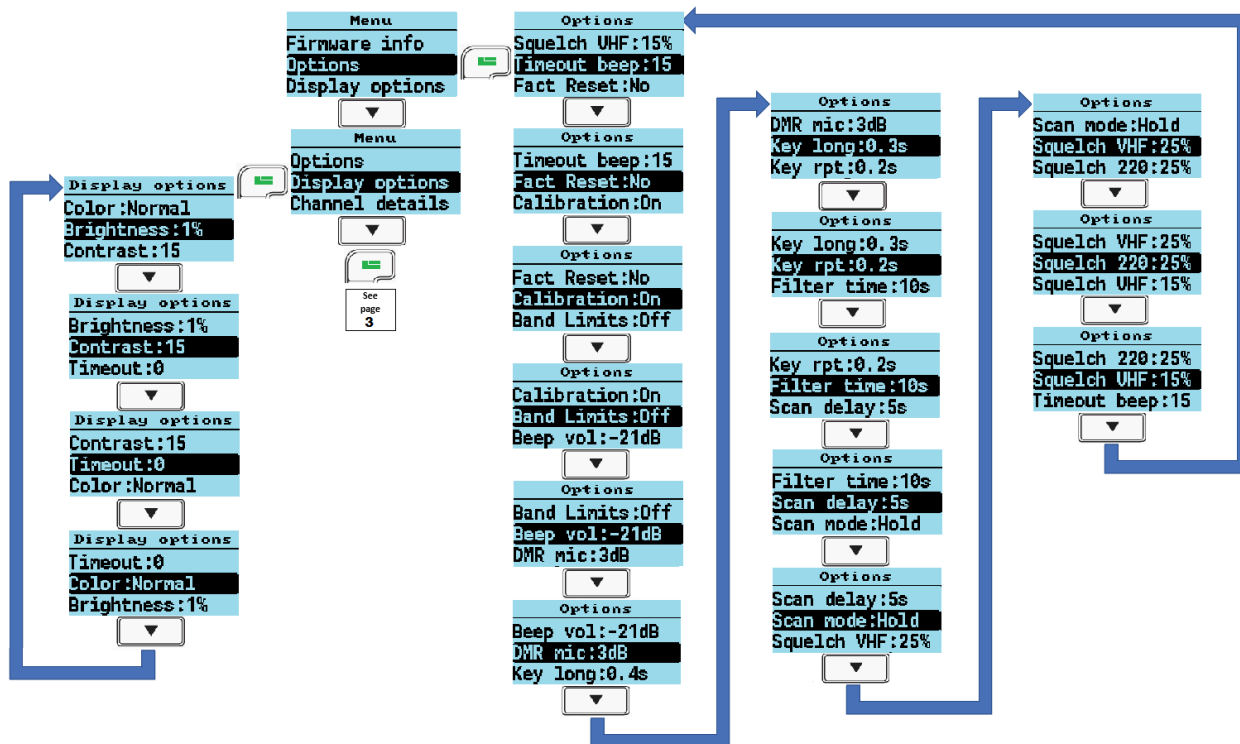 Menu
Firmware info
Options
Display options
Menu
Options
Display options
Channel details
See
page
3
Display options
Color:Normal
Brightness:1%
Contrast:15
Display options
Brightness:1%
Contrast:15
Timeout:0
Display options
Contrast:15
Timeout:0
Color:Normal
Display options
Timeout:0
Color:Normal
Brightness:1%
Options
Squelch UHF:15%
Timeout beep:15
Fact Reset:No
Options
Timeout beep:15
Fact Reset:No
Calibration:On
Options
Fact Reset:No
Calibration:On
Band Limits:Off
Options
Calibration:On
Band Limits:Off
Beep vol:-21dB
Options
Band Limits:Off
Beep vol:-21dB
DMR mic:3dB
Options
Beep vol:-21dB
DMR mic:3dB
Key long:0.4s
Options
DMR mic:3dB
Key long:0.3s
Key rpt:0.2s
Options
Key long:0.3s
Key rpt:0.2s
Filter time:10s
Options
Key rpt:0.2s
Filter time:10s
Scan delay:5s
Options
Filter time:10s
Scan delay:5s
Scan mode:Hold
Options
Scan delay:5s
Scan mode:Hold
Squelch VHF:25%
Options
Scan mode:Hold
Squelch VHF:25%
Squelch 220:25%
Options
Squelch VHF:25%
Squelch 220:25%
Squelch UHF:15%
Options
Squelch 220:25%
Squelch UHF:15%
Timeout beep:15